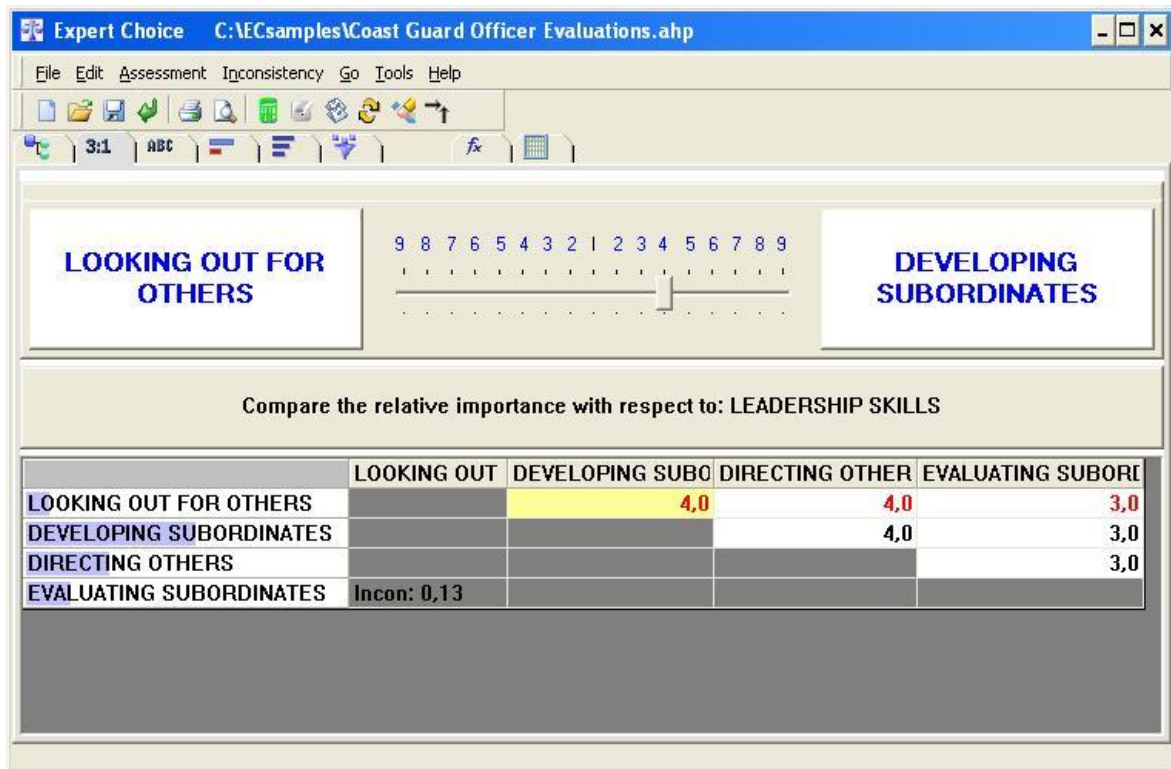 Expert Choice C:\ECsamples\Coast Guard Officer Evaluations.ahp
File Edit Assessment Inconsistency Go Tools Help
3:1 ABC fx
LOOKING OUT FOR
OTHERS
9 8 7 6 5 4 3 2 1 2 3 4 5 6 7 8 9
DEVELOPING
SUBORDINATES
Compare the relative importance with respect to: LEADERSHIP SKILLS
LOOKING OUT DEVELOPING SUBO DIRECTING OTHER EVALUATING SUBORD
LOOKING OUT FOR OTHERS 4,0 4,0 3,0
DEVELOPING SUBORDINATES 4,0 3,0
DIRECTING OTHERS 3,0
EVALUATING SUBORDINATES Incon: 0,13